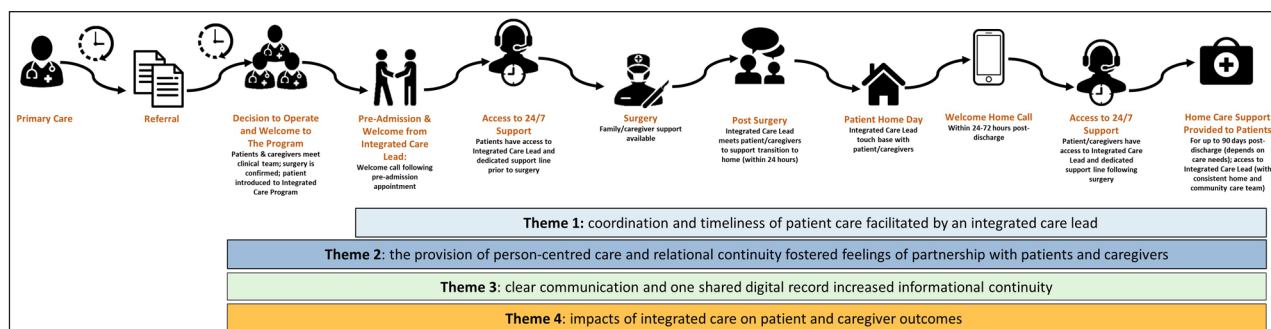 Primary Care
Referral
Decision to Operate
and Welcome to
The Program
Patients & caregivers meet
clinical team; surgery is
confirmed; patient
introduced to Integrated
Care Program
Pre-Admission &
Welcome from
Integrated Care
Lead:
Welcome call following
pre-admission
appointment
Access to 24/7
Support
Patients have access to
Integrated Care Lead and
dedicated support line
prior to surgery
Surgery
Family/caregiver support
available
Post Surgery
Integrated Care Lead
meets patient/caregivers
to support transition to
home (within 24 hours)
Patient Home Day
Integrated Care Lead
touch base with
patient/caregivers
Welcome Home Call
Within 24-72 hours post-
discharge
Access to 24/7
Support
Patient/caregivers have
access to Integrated Care
Lead and dedicated
support line following
surgery
Home Care Support
Provided to Patients
For up to 90 days post-
discharge (depends on
care needs); access to
Integrated Care Lead (with
consistent home and
community care team)
Theme 1: coordination and timeliness of patient care facilitated by an integrated care lead
Theme 2: the provision of person-centred care and relational continuity fostered feelings of partnership with patients and caregivers
Theme 3: clear communication and one shared digital record increased informational continuity
Theme 4: impacts of integrated care on patient and caregiver outcomes